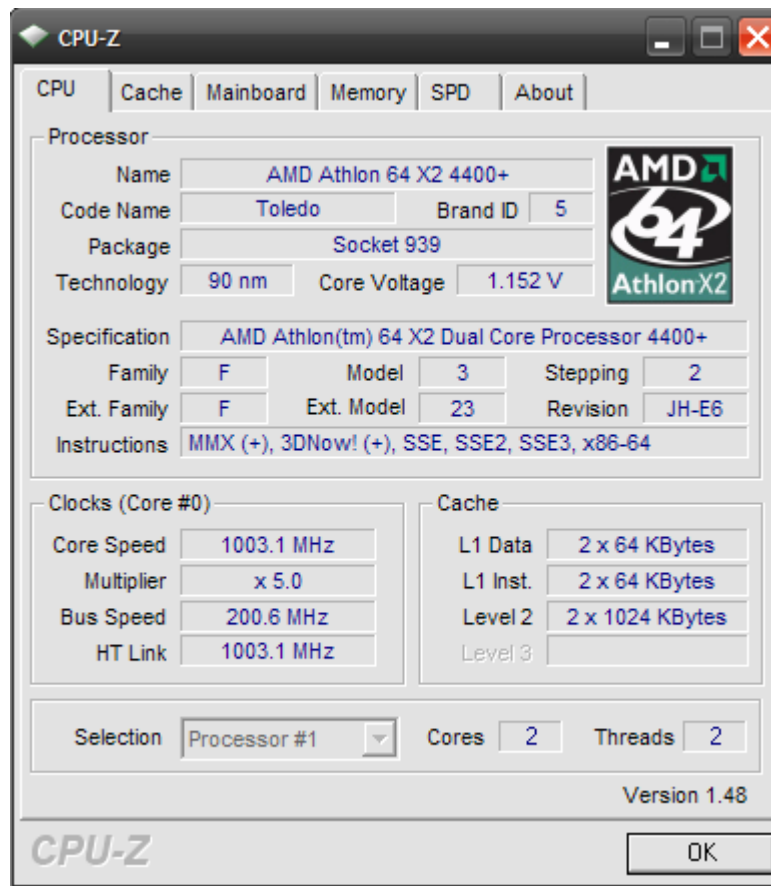 CPU-Z
CPU Cache Mainboard Memory SPD About
Processor
Name AMD Athlon 64 X2 4400+
Code Name Toledo Brand ID 5
Package Socket 939
Technology 90 nm Core Voltage 1.152 V
AMD
64
Athlon X2
Specification AMD Athlon(tm) 64 X2 Dual Core Processor 4400+
Family F Model 3 Stepping 2
Ext. Family F Ext. Model 23 Revision JH-E6
Instructions MMX (+), 3DNow! (+), SSE, SSE2, SSE3, x86-64
Clocks (Core #0)
Core Speed 1003.1 MHz
Multiplier x 5.0
Bus Speed 200.6 MHz
HT Link 1003.1 MHz
Cache
L1 Data 2 x 64 KBytes
L1 Inst. 2 x 64 KBytes
Level 2 2 x 1024 KBytes
Level 3
Selection Processor #1 Cores 2 Threads 2
Version 1.48
CPU-Z OK